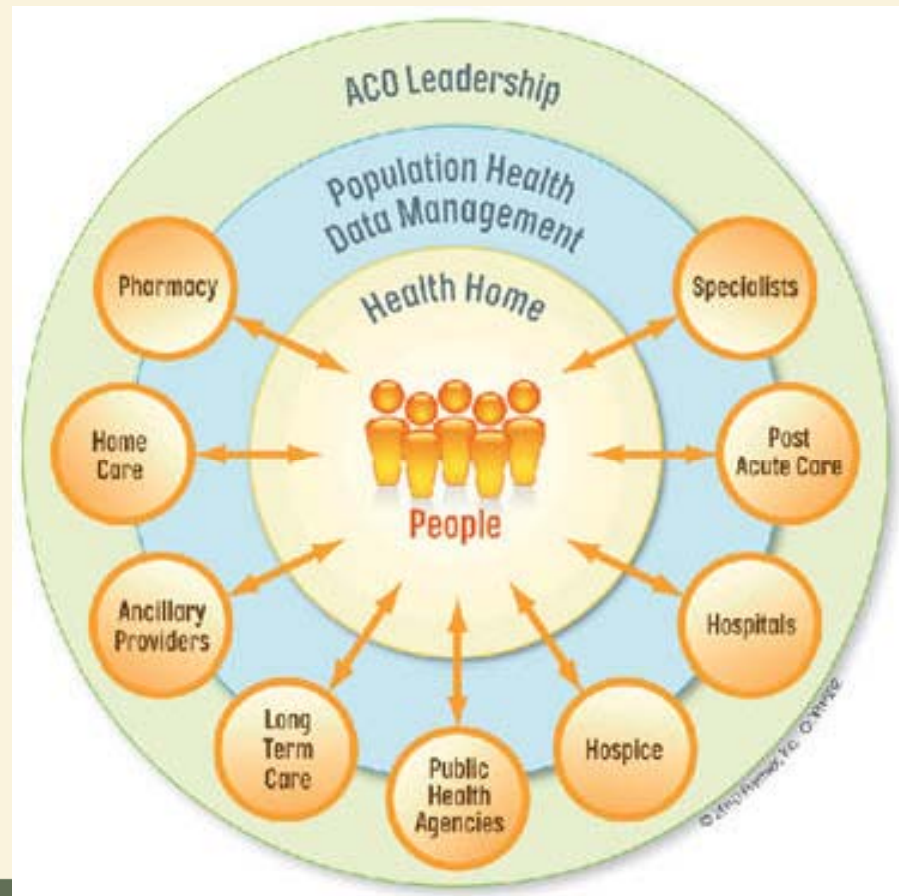 ACO Leadership
Population Health
Data Management
Health Home
Pharmacy
Specialists
Home
Care
People
Post
Acute Care
Ancillary
Providers
Hospitals
Long
Term
Care
Public
Health
Agencies
Hospice
©